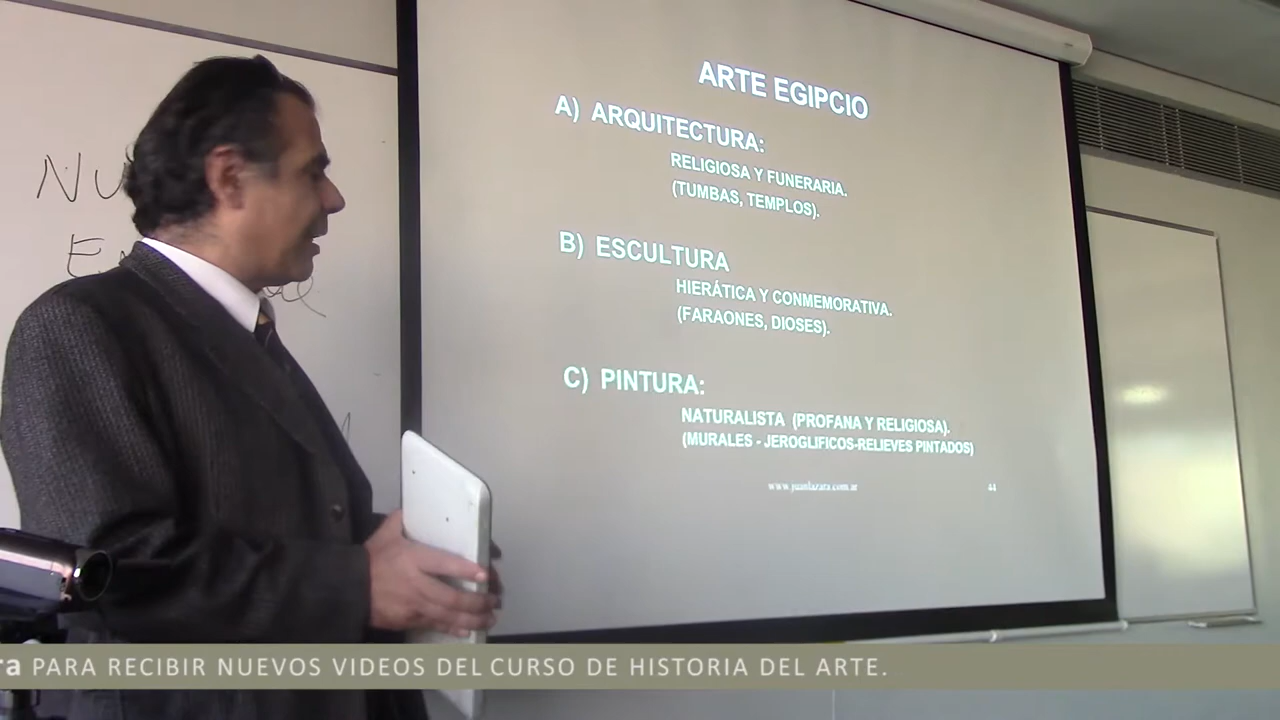 NU
ARTE EGIPCIO
A) ARQUITECTURA:
RELIGIOSA Y FUNERARIA.
(TUMBAS, TEMPLOS).
B) ESCULTURA
HIERÁTICA Y CONMEMORATIVA.
(FARAONES, DIOSES).
C) PINTURA:
NATURALISTA (PROFANA Y RELIGIOSA).
(MURALES - JEROGLIFICOS-RELIEVES PINTADOS)
www.juanlazara.com.ar
44
ra PARA RECIBIR NUEVOS VIDEOS DEL CURSO DE HISTORIA DEL ARTE.